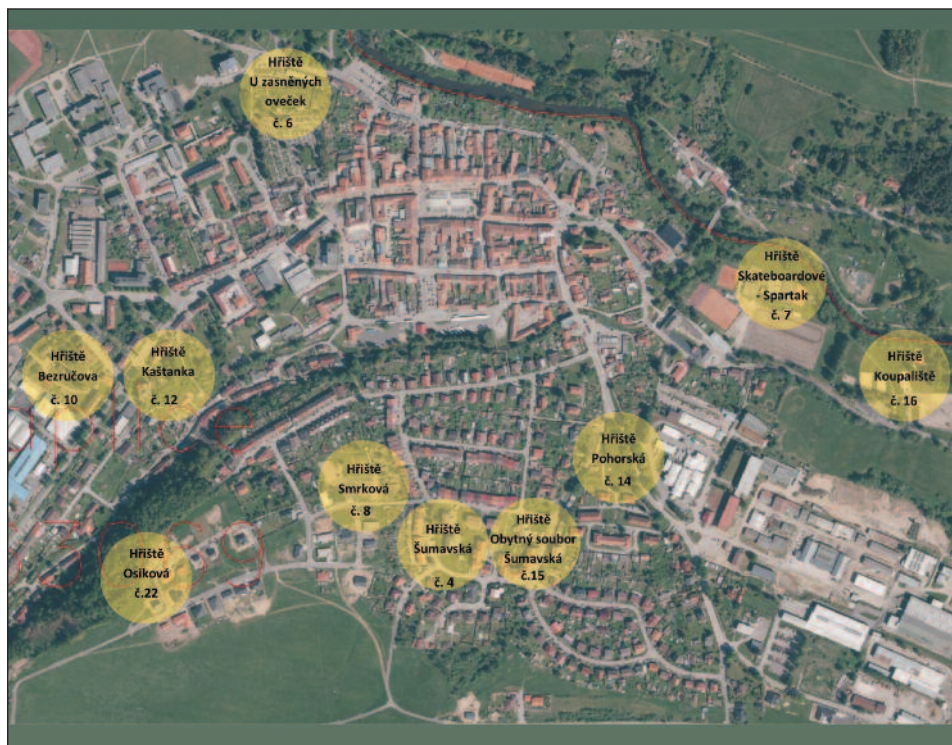 Hřiště
U zasněných
oveček
č. 6
Hřiště
Skateboardové
- Spartak
č. 7
Hřiště
Bezručova
č. 10
Hřiště
Kaštanka
č. 12
Hřiště
Koupaliště
č. 16
Hřiště
Pohorská
č. 14
Hřiště
Smrková
č. 8
Hřiště
Šumavská
č. 4
Hřiště
Obytný soubor
Šumavská
č.15
Hřiště
Osiková
č.22